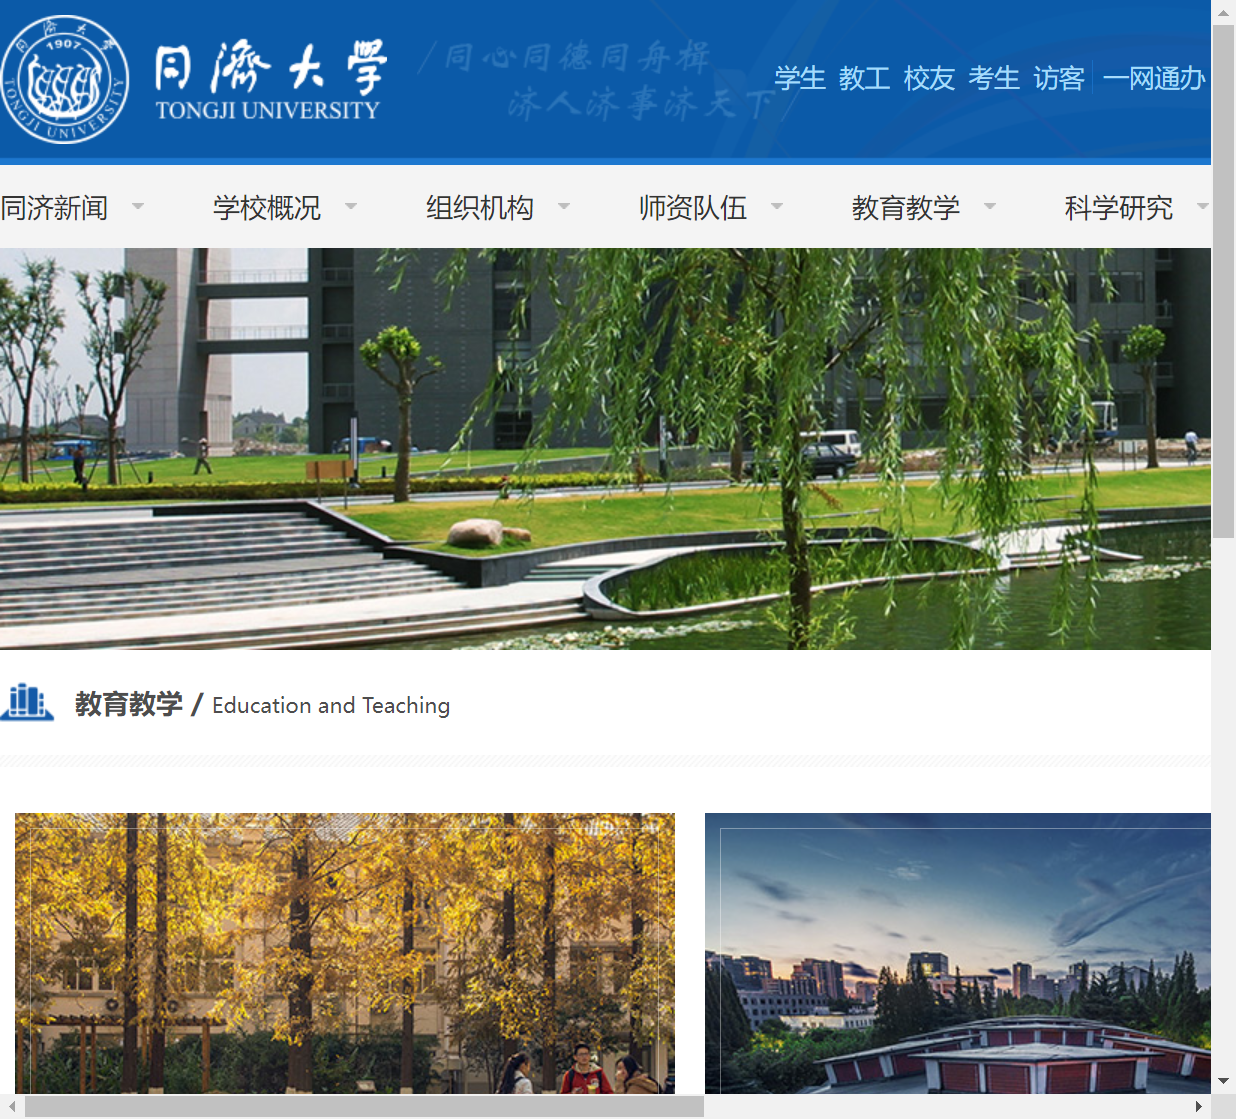 同济大学
1907
TONGJI UNIVERSITY
同濟大學
TONGJI UNIVERSITY
同心同德同舟楫
济人济事济天下
学生 教工 校友 考生 访客 一网通办
同济新闻 学校概况 组织机构 师资队伍 教育教学 科学研究
教育教学 / Education and Teaching